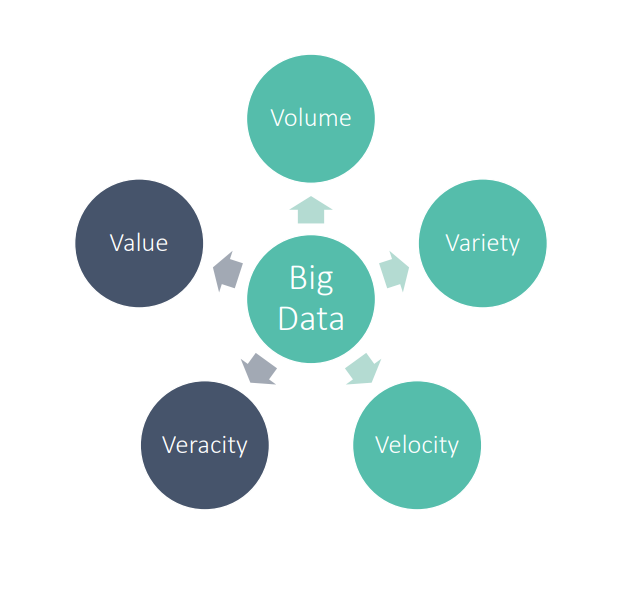 Volume
Value
Variety
Big
Data
Veracity
Velocity